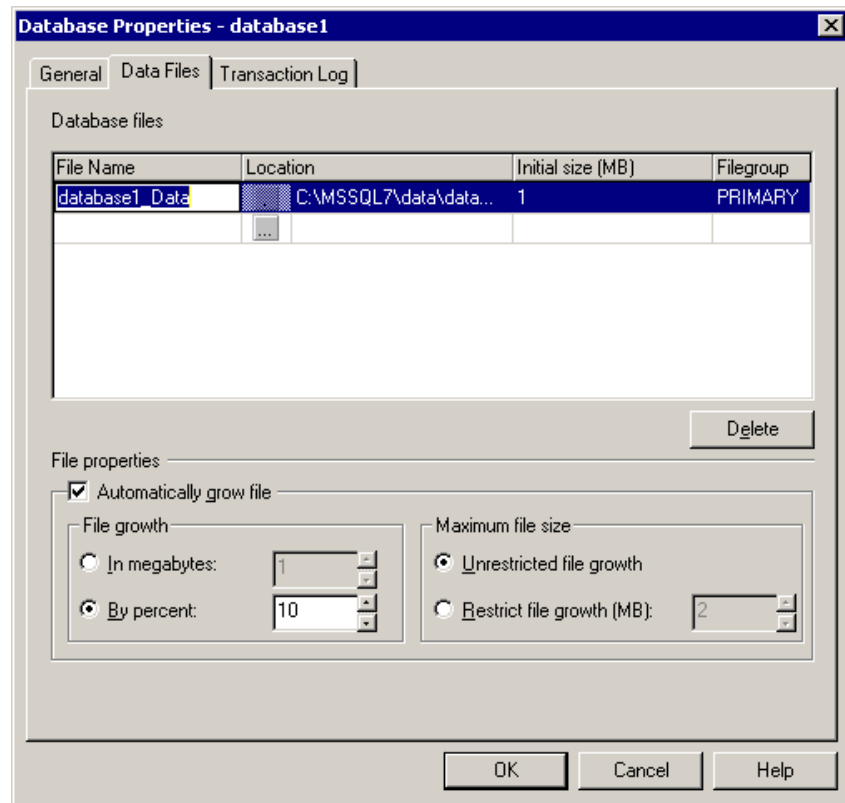 Database Properties - database1
General Data Files Transaction Log
Database files
File Name Location Initial size (MB) Filegroup
database1_Data C:\MSSQL7\data\data... 1 PRIMARY
...
Delete
File properties
Automatically grow file
File growth Maximum file size
In megabytes: 1 Unrestricted file growth
By percent: 10 Restrict file growth (MB): 2
OK Cancel Help